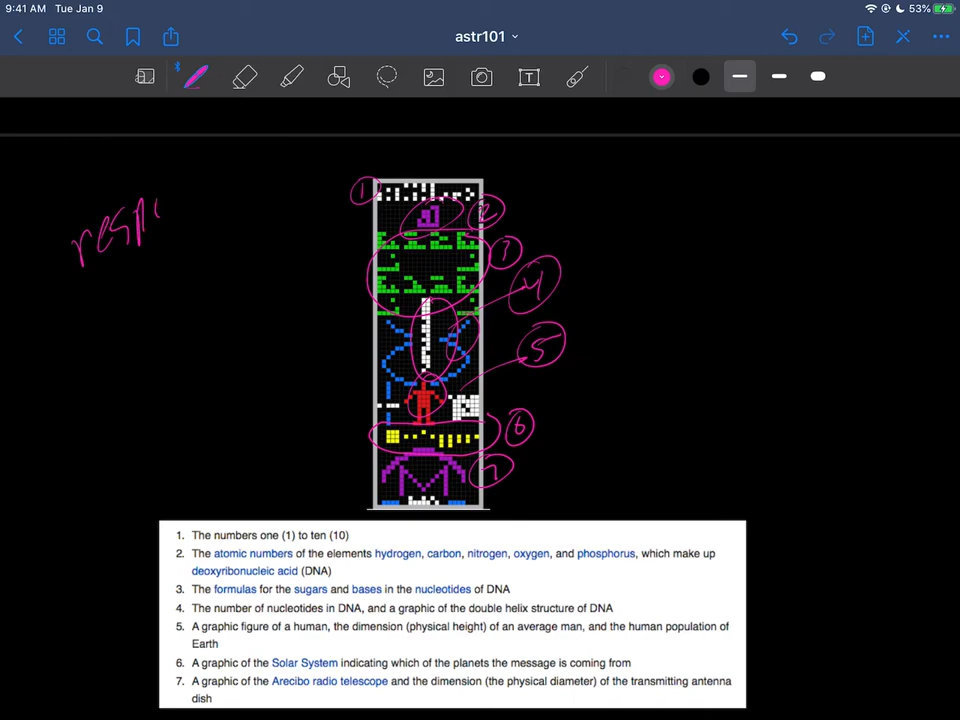 9:41 AM Tue Jan 9
53%
astr101
T
1
2
3
4
5
6
7
1. The numbers one (1) to ten (10)
2. The atomic numbers of the elements hydrogen, carbon, nitrogen, oxygen, and phosphorus, which make up
deoxyribonucleic acid (DNA)
3. The formulas for the sugars and bases in the nucleotides of DNA
4. The number of nucleotides in DNA, and a graphic of the double helix structure of DNA
5. A graphic figure of a human, the dimension (physical height) of an average man, and the human population of
Earth
6. A graphic of the Solar System indicating which of the planets the message is coming from
7. A graphic of the Arecibo radio telescope and the dimension (the physical diameter) of the transmitting antenna
dish